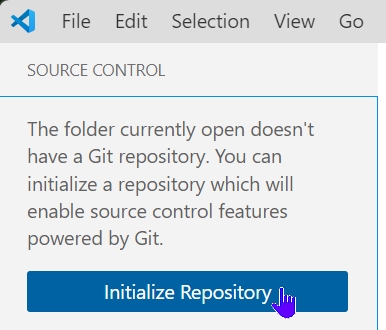 File Edit Selection View Go
SOURCE CONTROL
The folder currently open doesn't
have a Git repository. You can
initialize a repository which will
enable source control features
powered by Git.
Initialize Repository